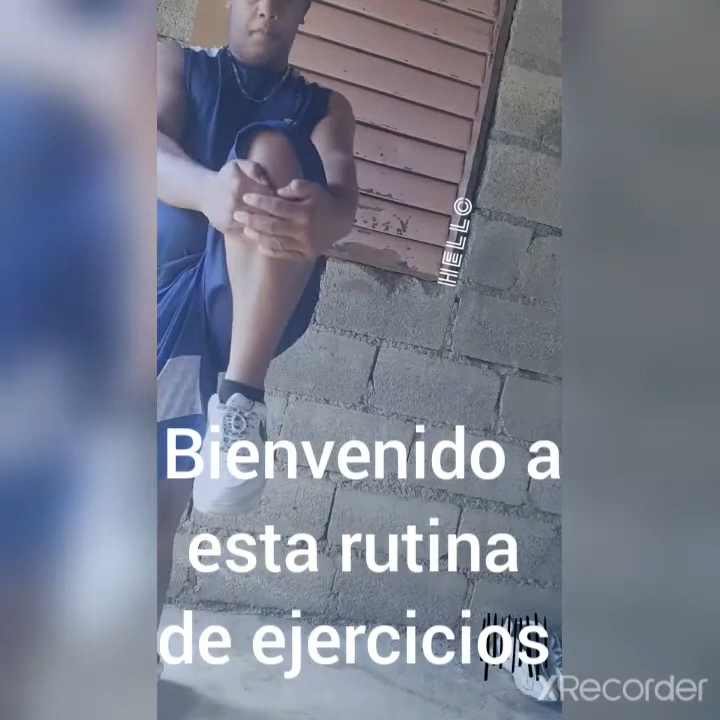 HELLO
Bienvenido a
esta rutina
de ejercicios
XRecorder